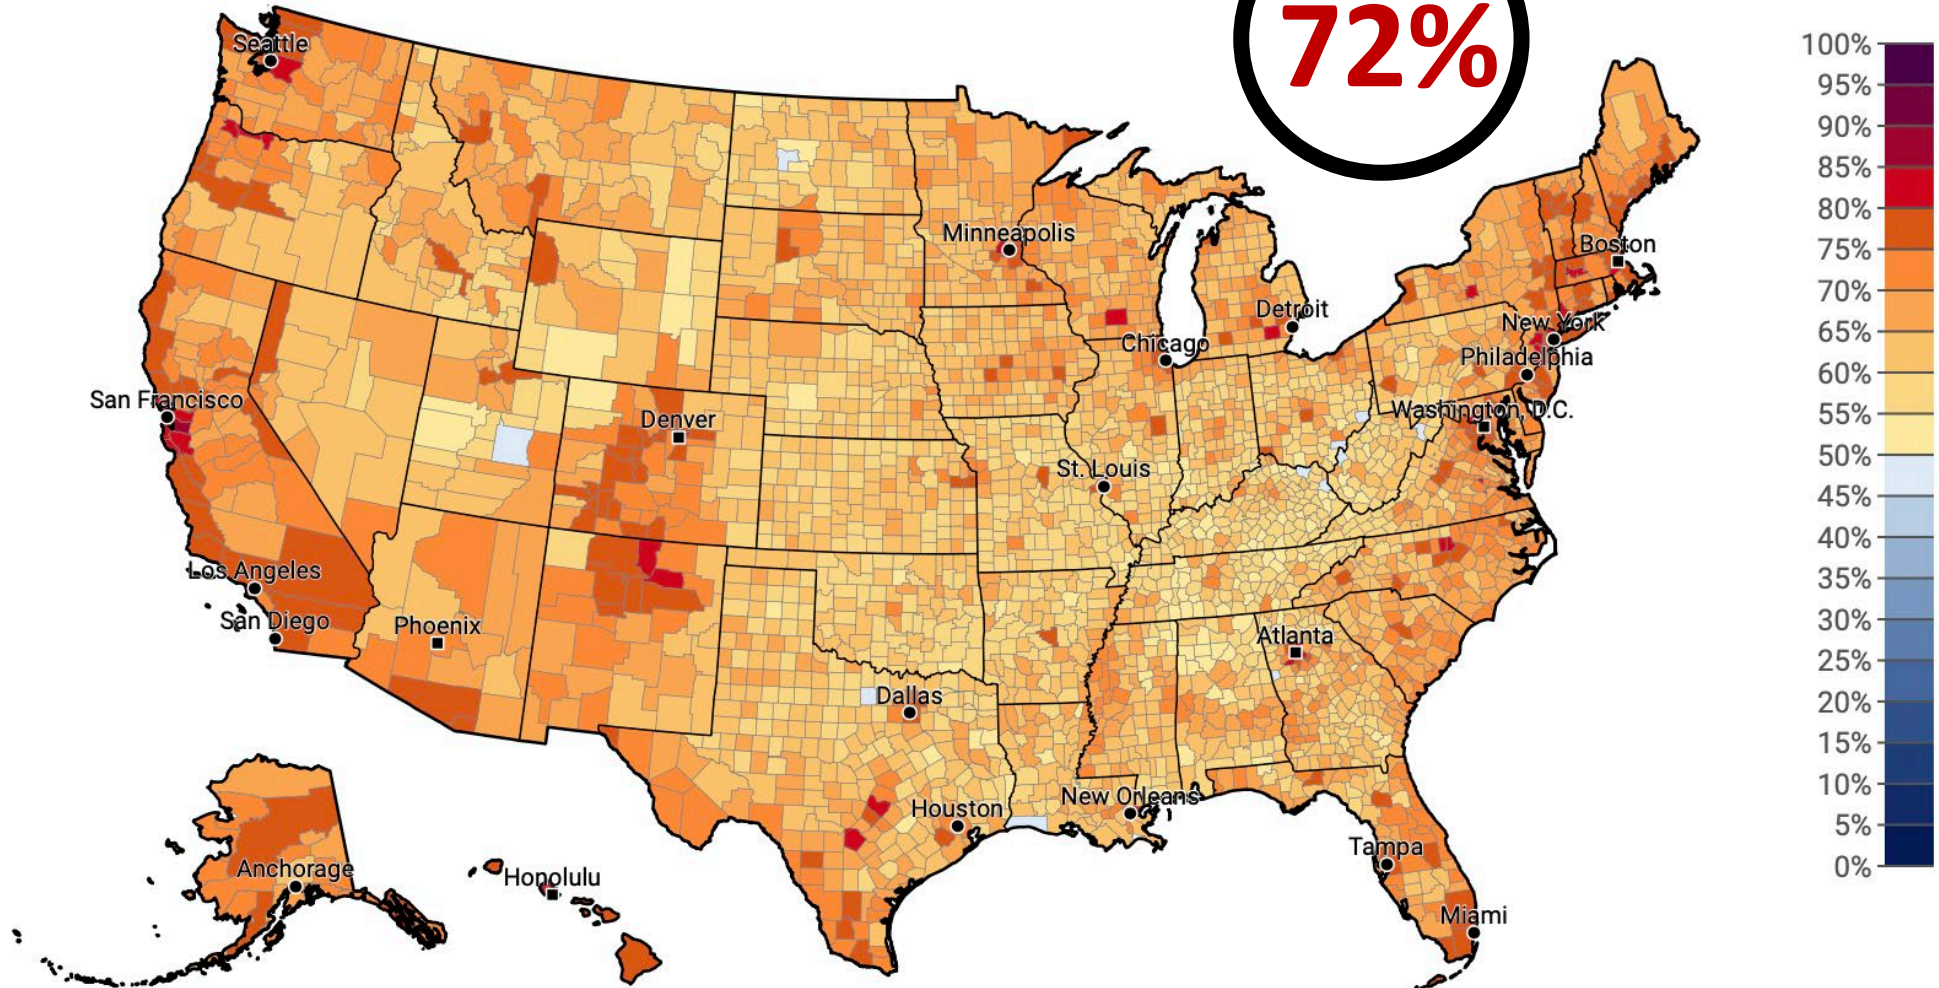 72%
Seattle
Minneapolis
Boston
Detroit
New York
Chicago
Philadelphia
San Francisco
Denver
Washington, D.C.
St. Louis
Los Angeles
San Diego
Phoenix
Atlanta
Dallas
Houston
New Orleans
Tampa
Anchorage
Honolulu
Miami
100%
95%
90%
85%
80%
75%
70%
65%
60%
55%
50%
45%
40%
35%
30%
25%
20%
15%
10%
5%
0%